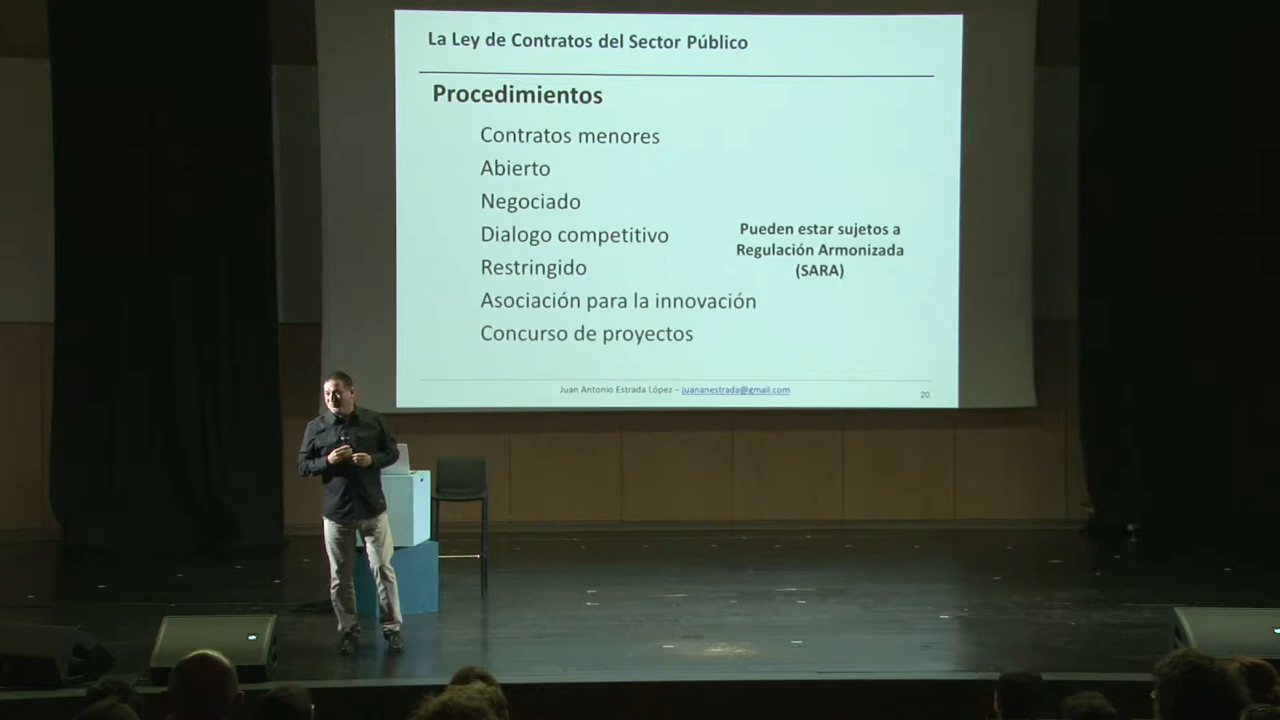 La Ley de Contratos del Sector Público
Procedimientos
Contratos menores
Abierto
Negociado
Dialogo competitivo
Restringido
Asociación para la innovación
Concurso de proyectos
Pueden estar sujetos a
Regulación Armonizada
(SARA)
Juan Antonio Estrada López – juananestrada@gmail.com
20